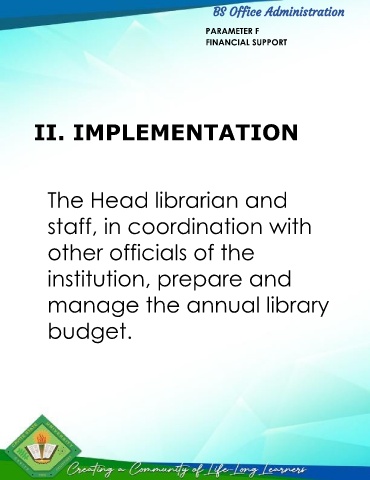 BS Office Administration
PARAMETER F
FINANCIAL SUPPORT
II. IMPLEMENTATION
The Head librarian and
staff, in coordination with
other officials of the
institution, prepare and
manage the annual library
budget.
Creating a Community of Life-Long Learners